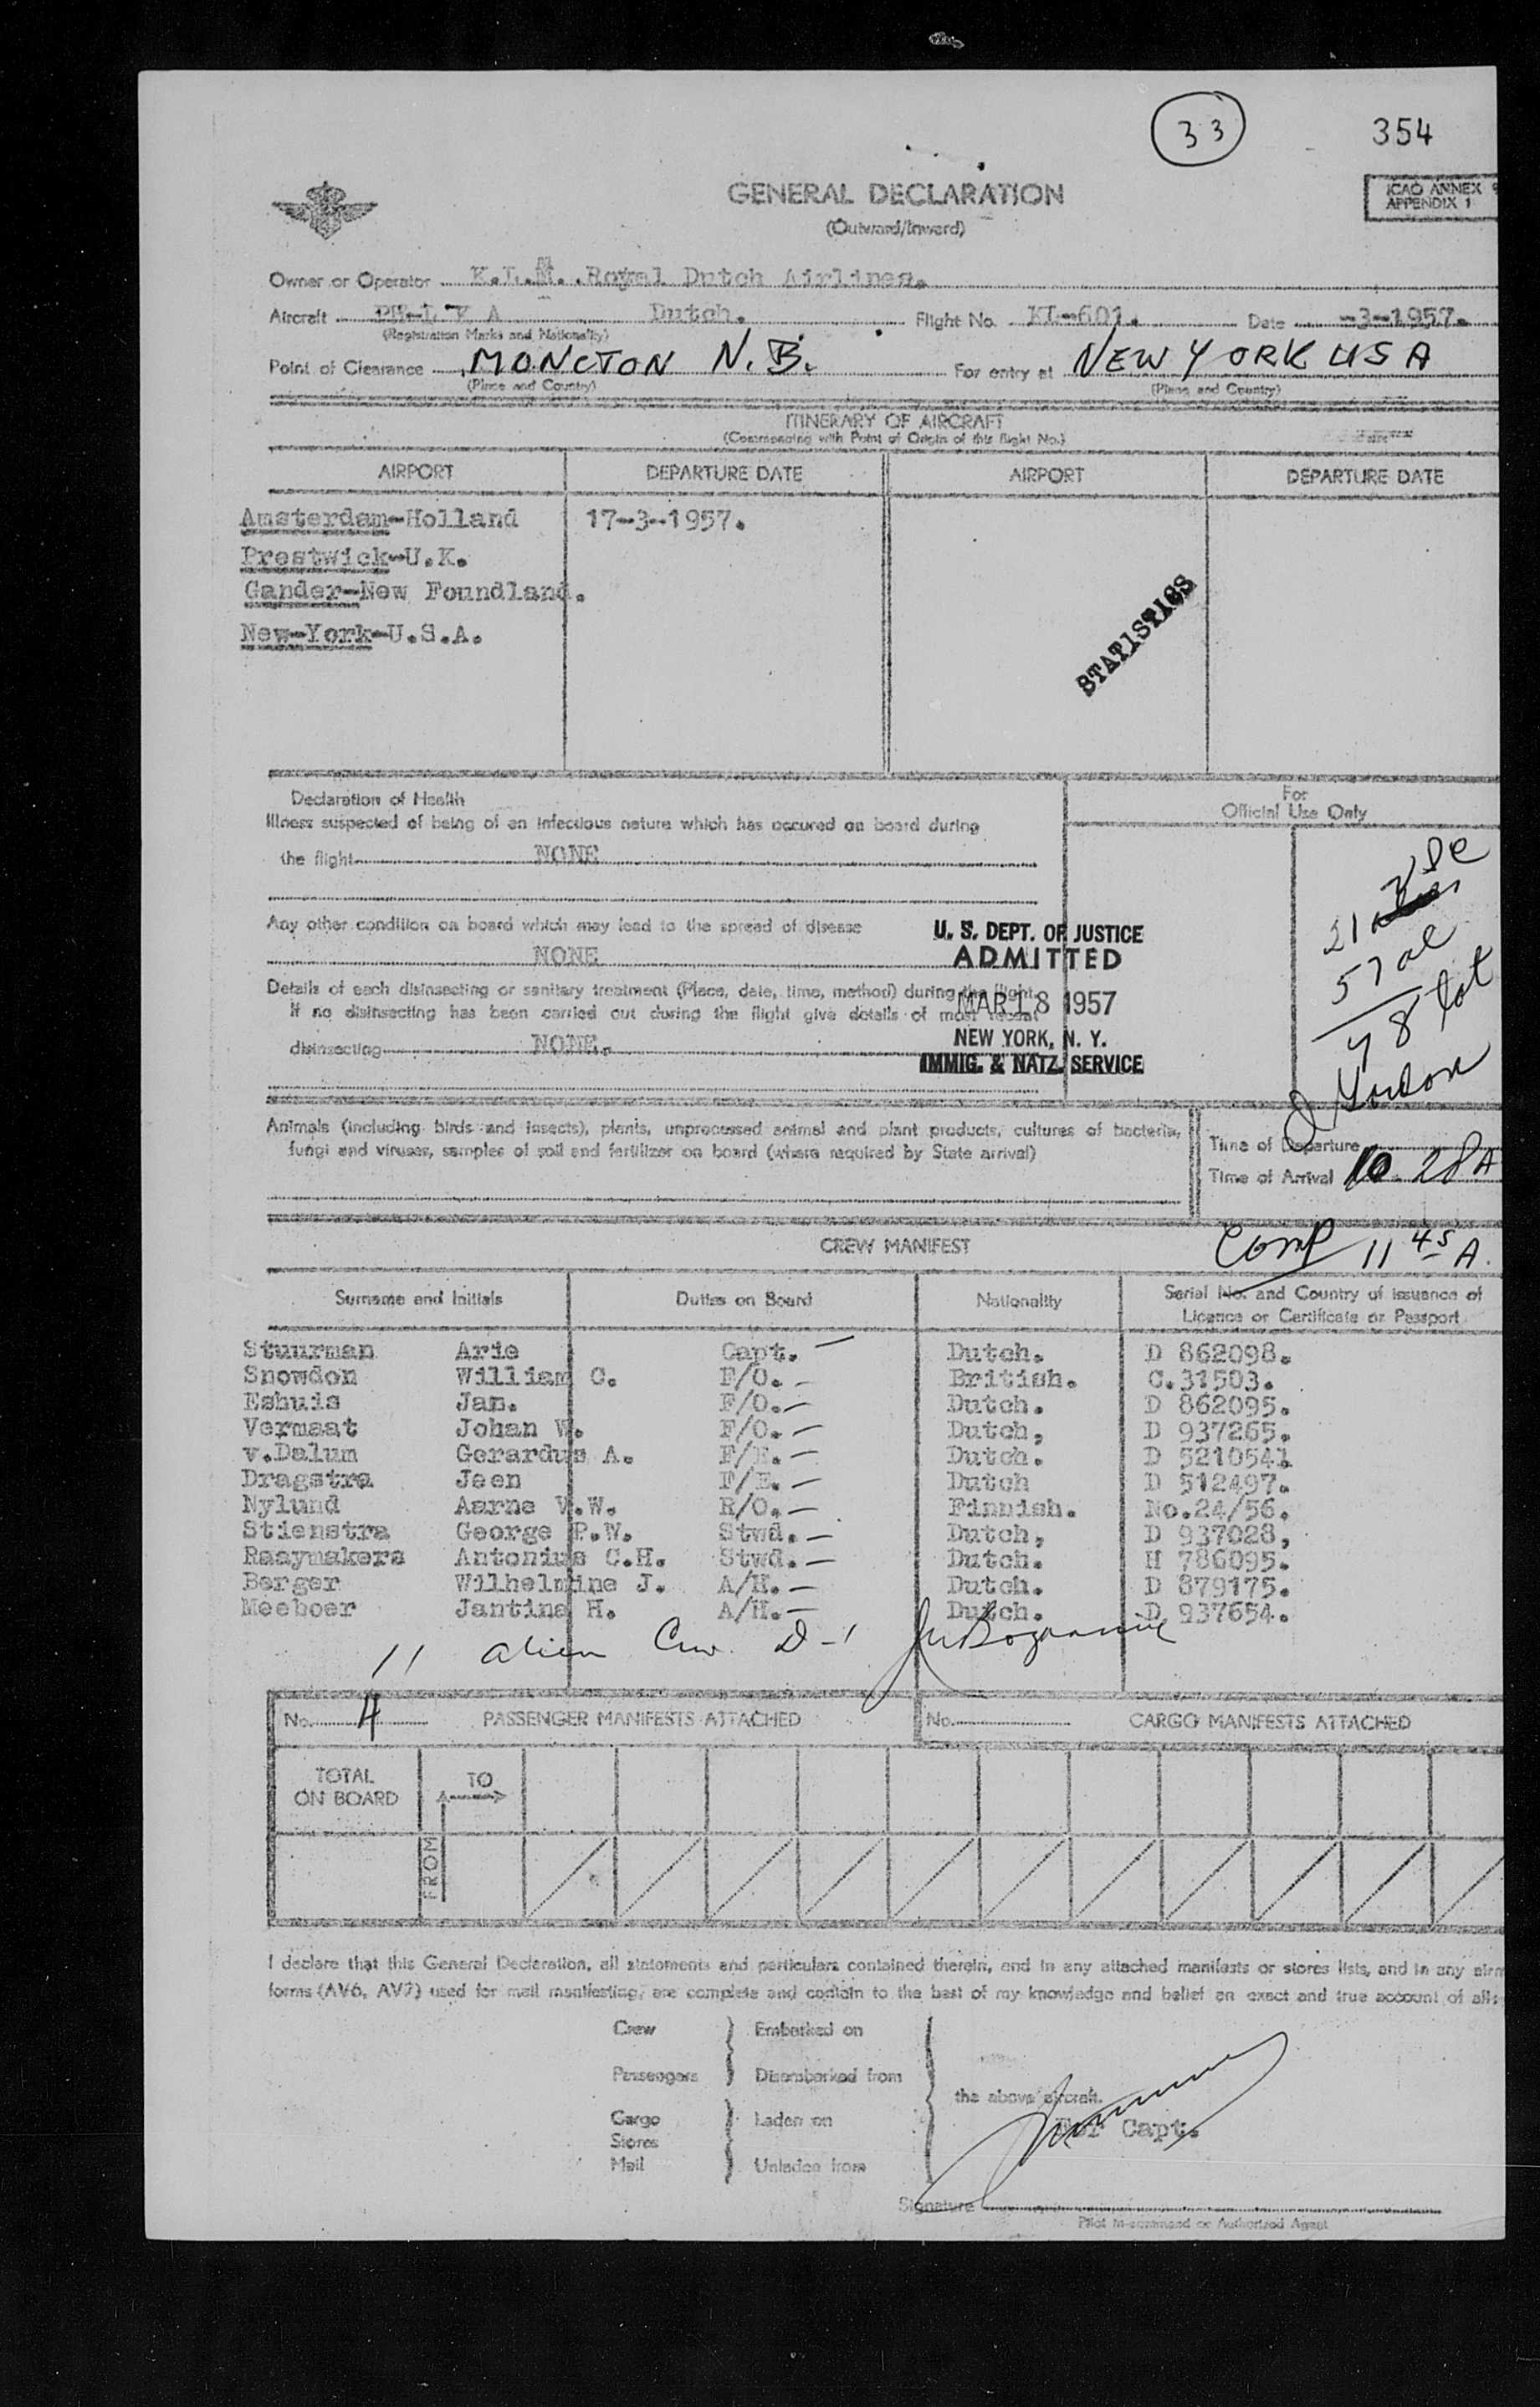 33
354
GENERAL DECLARATION
(Outward/Inward)
ICAO ANNEX 9
APPENDIX 1
Owner or Operator K.L.M. Royal Dutch Airlines.
Aircraft PH-L K A Dutch. Flight No. KL-601. Date -3-1957.
(Registration Marks and Nationality)
Point of Clearance MONCTON N.B. For entry at NEW YORK USA
(Place and Country) (Place and Country)
ITINERARY OF AIRCRAFT
(Commencing with Point of Origin of this flight No.)
AIRPORT DEPARTURE DATE AIRPORT DEPARTURE DATE
Amsterdam-Holland 17-3-1957.
Prestwick-U.K.
Gander-New Foundland.
New-York-U.S.A.
STATISTICS
Declaration of Health
Illness suspected of being of an infectious nature which has occured on board during
the flight NONE
Any other condition on board which may lead to the spread of disease
NONE
Details of each disinsecting or sanitary treatment (Place, date, time, method) during the flight.
If no disinsecting has been carried out during the flight give details of most recent
disinsecting NONE.
For
Official Use Only
21
57 al
78 tot
U. S. DEPT. OF JUSTICE
ADMITTED
MAR 18 1957
NEW YORK, N. Y.
IMMIG. & NATZ. SERVICE
Animals (including birds and insects), plants, unprocessed animal and plant products, cultures of bacteria,
fungi and viruses, samples of soil and fertilizer on board (where required by State arrival)
Time of Departure
Time of Arrival 10.28A
Comp 11 45 A.
CREW MANIFEST
Surname and Initials Duties on Board Nationality Serial No. and Country of issuance of
Licence or Certificate or Passport
Stuurman Arie Capt. - Dutch. D 862098.
Snowdon William C. F/O. - British. C.31503.
Eshuis Jan. F/O. - Dutch. D 862095.
Vermaat Johan W. F/O. - Dutch, D 937265.
v.Dalum Gerardus A. F/E. - Dutch. D 521054
Dragstra Jeen F/E. - Dutch D 512497.
Nylund Aarne V.W. R/O. - Finnish. No.24/56.
Stienstra George P.W. Stwd. - Dutch, D 937028,
Raaymakers Antonius C.H. Stwd. - Dutch. H 786095.
Berger Wilhelmine J. A/H. - Dutch. D 879175.
Meeboer Jantina H. A/H. - Dutch. D 937654.
11 alien Crw. D-1
No. 4 PASSENGER MANIFESTS ATTACHED No. CARGO MANIFESTS ATTACHED
TOTAL
ON BOARD
TO
FROM
I declare that this General Declaration, all statements and particulars contained therein, and in any attached manifests or stores lists, and in any airm
forms (AV6, AV7) used for mail manifesting, are complete and contain to the best of my knowledge and belief an exact and true account of all:
Crew Embarked on
Passengers Disembarked from
the above aircraft.
Cargo Laden on
For Capt.
Stores
Mail Unladen from
Signature
Pilot in-command or Authorized Agent